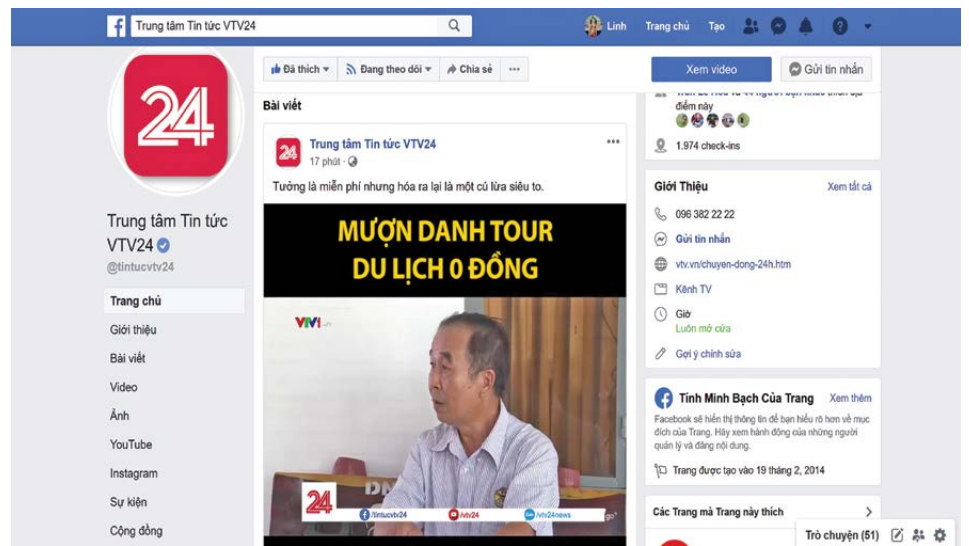 Trung tâm Tin tức VTV24
Linh
Trang chủ
Tạo
24
Trung tâm Tin tức
VTV24
@tintucvtv24
Trang chủ
Giới thiệu
Bài viết
Video
Ảnh
YouTube
Instagram
Sự kiện
Cộng đồng
Đã thích
Đang theo dõi
Chia sẻ
Xem video
Gửi tin nhắn
Bài viết
24
Trung tâm Tin tức VTV24
17 phút
Tưởng là miễn phí nhưng hóa ra lại là một cú lừa siêu to.
MƯỢN DANH TOUR
DU LỊCH 0 ĐỒNG
VTV1
24
/tintucvtv24
/vtv24
/vtv24news
điểm này
1.974 check-ins
Giới Thiệu
Xem tất cả
096 382 22 22
Gửi tin nhắn
vtv.vn/chuyen-dong-24h.htm
Kênh TV
Giờ
Luôn mở cửa
Gợi ý chỉnh sửa
Tính Minh Bạch Của Trang
Xem thêm
Facebook sẽ hiển thị thông tin để bạn hiểu rõ hơn về mục
đích của Trang. Hãy xem hành động của những người
quản lý và đăng nội dung.
Trang được tạo vào 19 tháng 2, 2014
Các Trang mà Trang này thích
Trò chuyện (51)